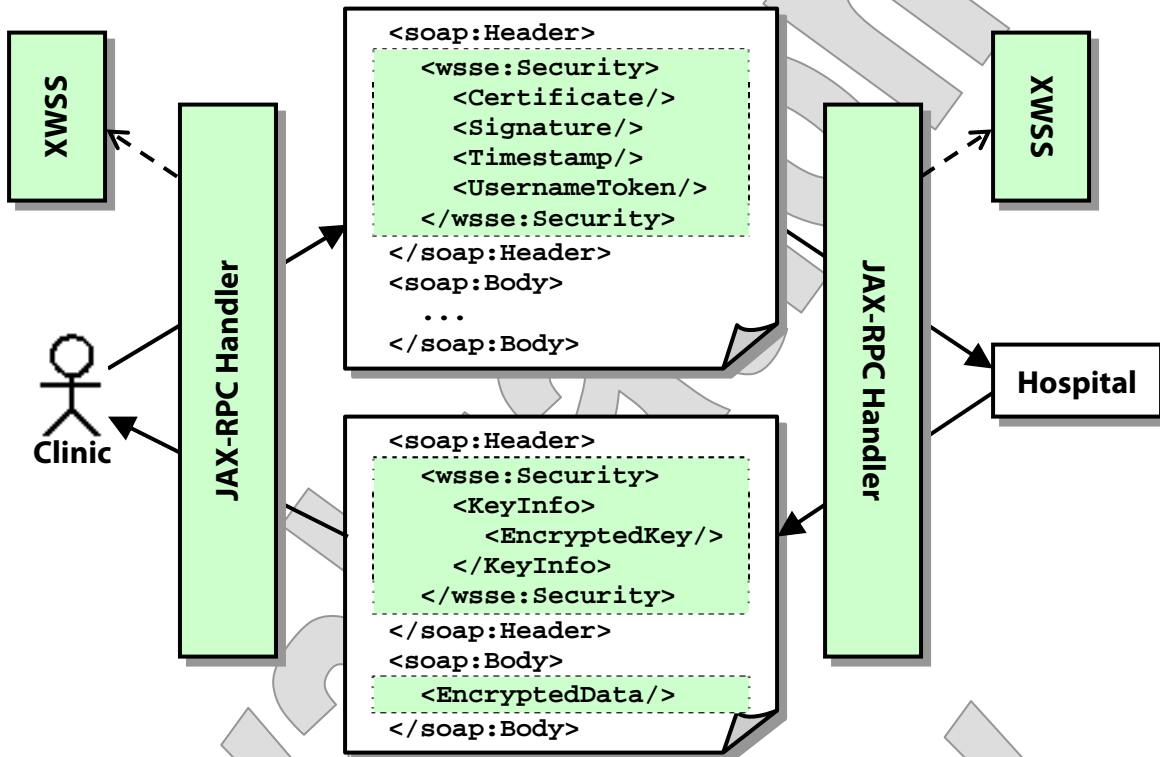 XWSS
JAX-RPC Handler
Clinic
<soap:Header>
<wsse:Security>
<Certificate/>
<Signature/>
<Timestamp/>
<UsernameToken/>
</wsse:Security>
</soap:Header>
<soap:Body>
...
</soap:Body>
<soap:Header>
<wsse:Security>
<KeyInfo>
<EncryptedKey/>
</KeyInfo>
</wsse:Security>
</soap:Header>
<soap:Body>
<EncryptedData/>
</soap:Body>
JAX-RPC Handler
XWSS
Hospital